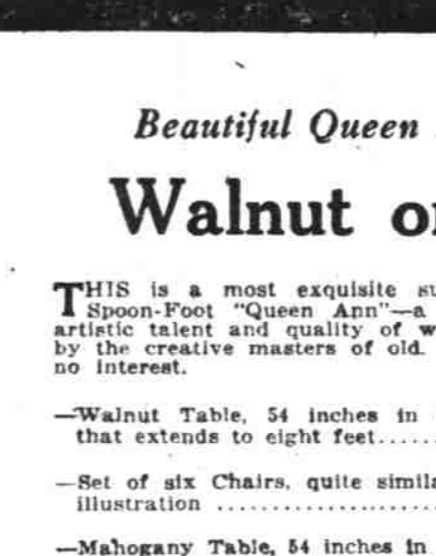 Beautiful Queen
Walnut
THIS is a most exquisite
Spoon-Foot "Queen Ann"—a
artistic talent and quality of
by the creative masters of old.
no interest.
—Walnut Table, 54 inches in
that extends to eight feet......
—Set of six Chairs, quite
illustration ....................
—Mahogany Table, 54 inches in